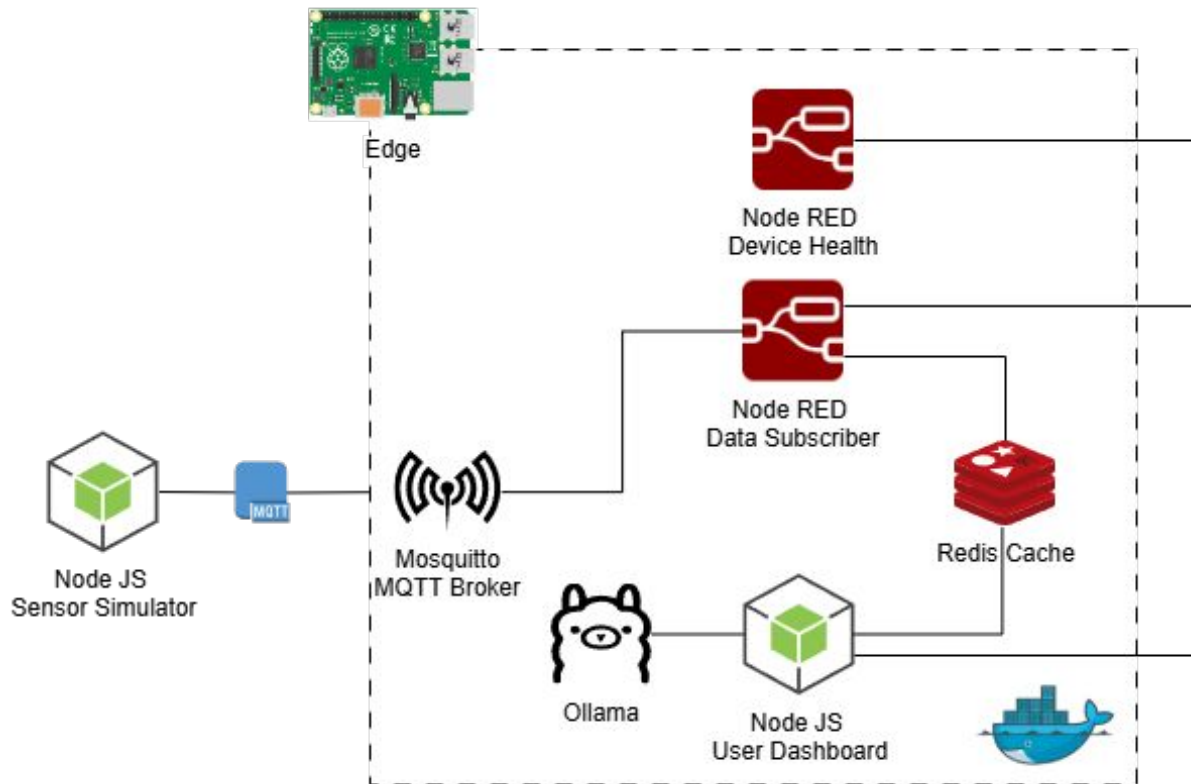 Edge
Node RED
Device Health
Node RED
Data Subscriber
MQTT
Node JS
Sensor Simulator
Mosquitto
MQTT Broker
Redis Cache
Ollama
Node JS
User Dashboard